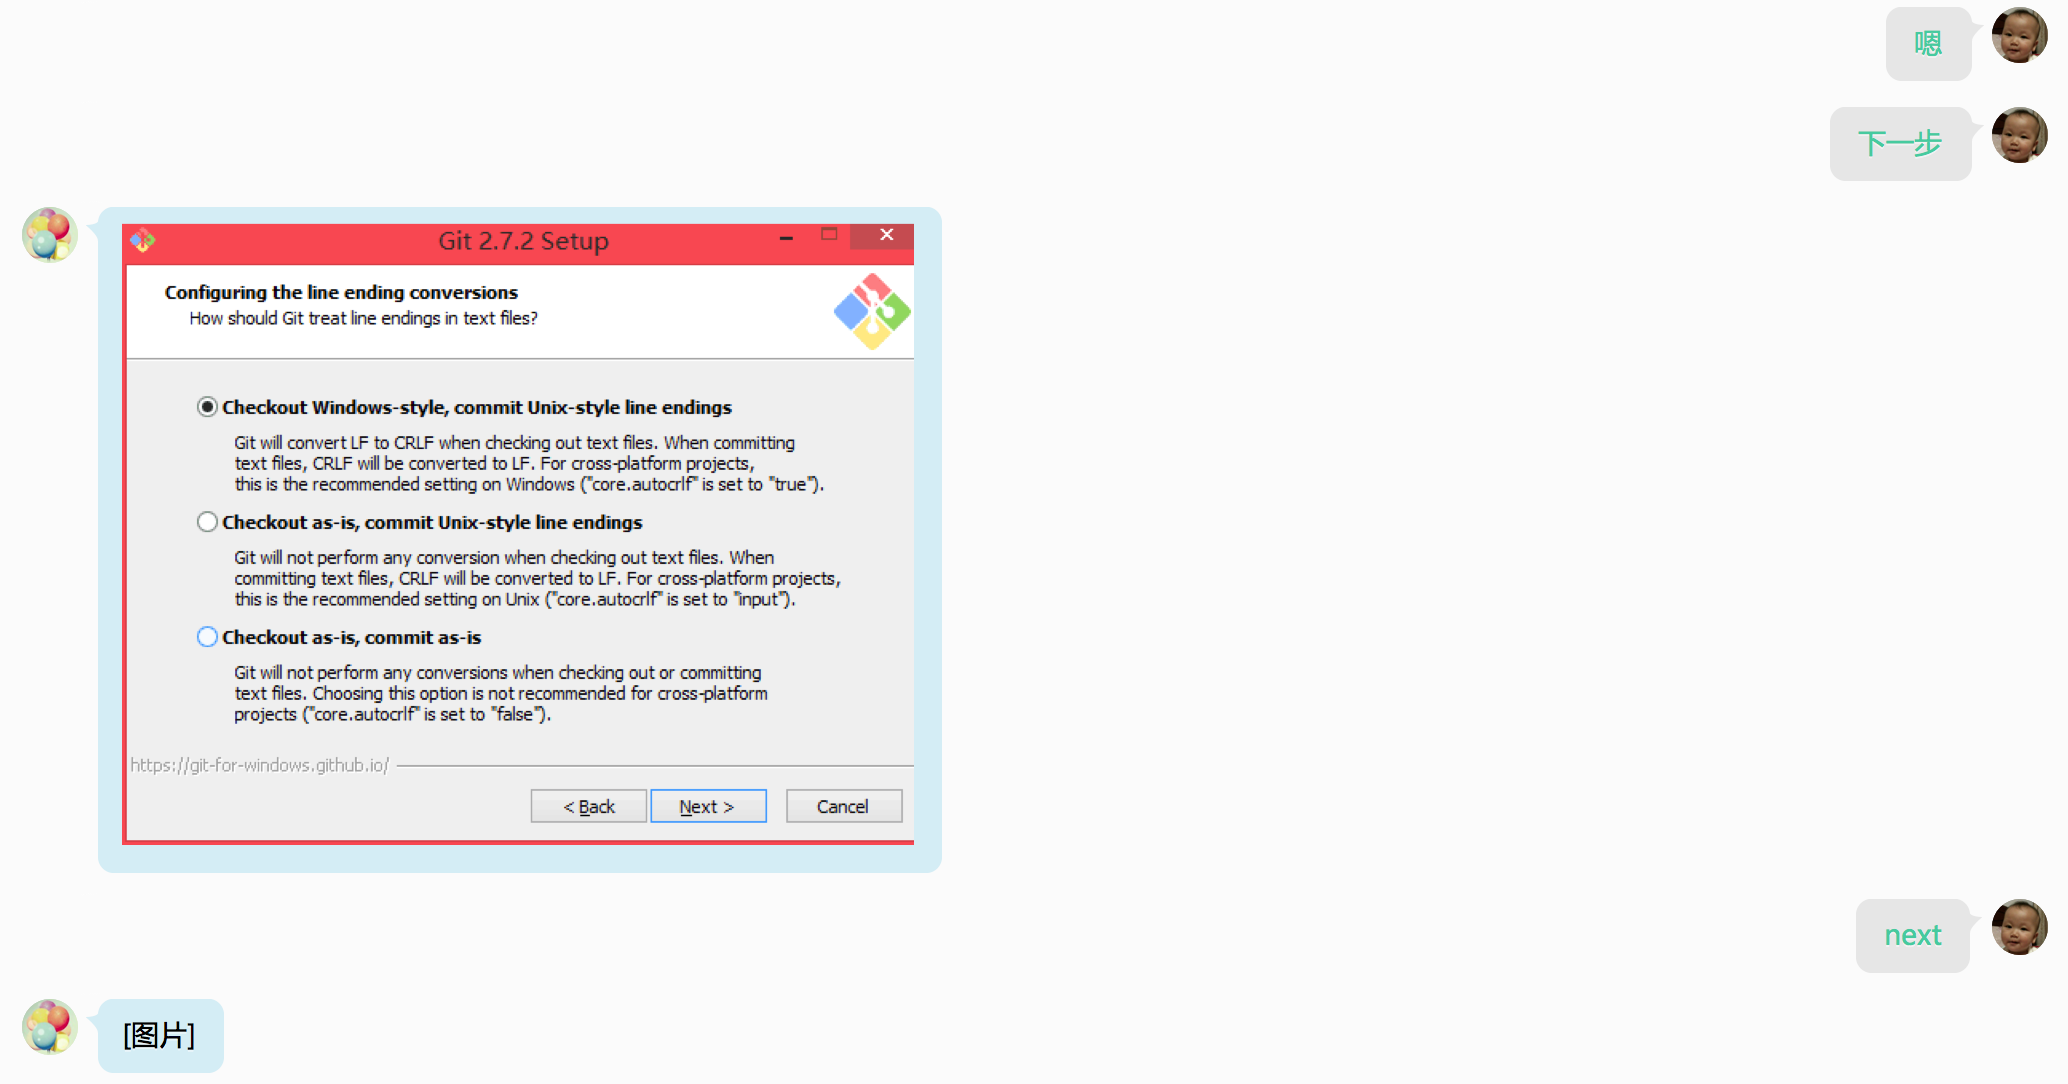 嗯
下一步
Git 2.7.2 Setup
Configuring the line ending conversions
How should Git treat line endings in text files?
Checkout Windows-style, commit Unix-style line endings
Git will convert LF to CRLF when checking out text files. When committing
text files, CRLF will be converted to LF. For cross-platform projects,
this is the recommended setting on Windows ("core.autocrlf" is set to "true").
Checkout as-is, commit Unix-style line endings
Git will not perform any conversion when checking out text files. When
committing text files, CRLF will be converted to LF. For cross-platform projects,
this is the recommended setting on Unix ("core.autocrlf" is set to "input").
Checkout as-is, commit as-is
Git will not perform any conversions when checking out or committing
text files. Choosing this option is not recommended for cross-platform
projects ("core.autocrlf" is set to "false").
https://git-for-windows.github.io/
< Back Next > Cancel
next
[图片]